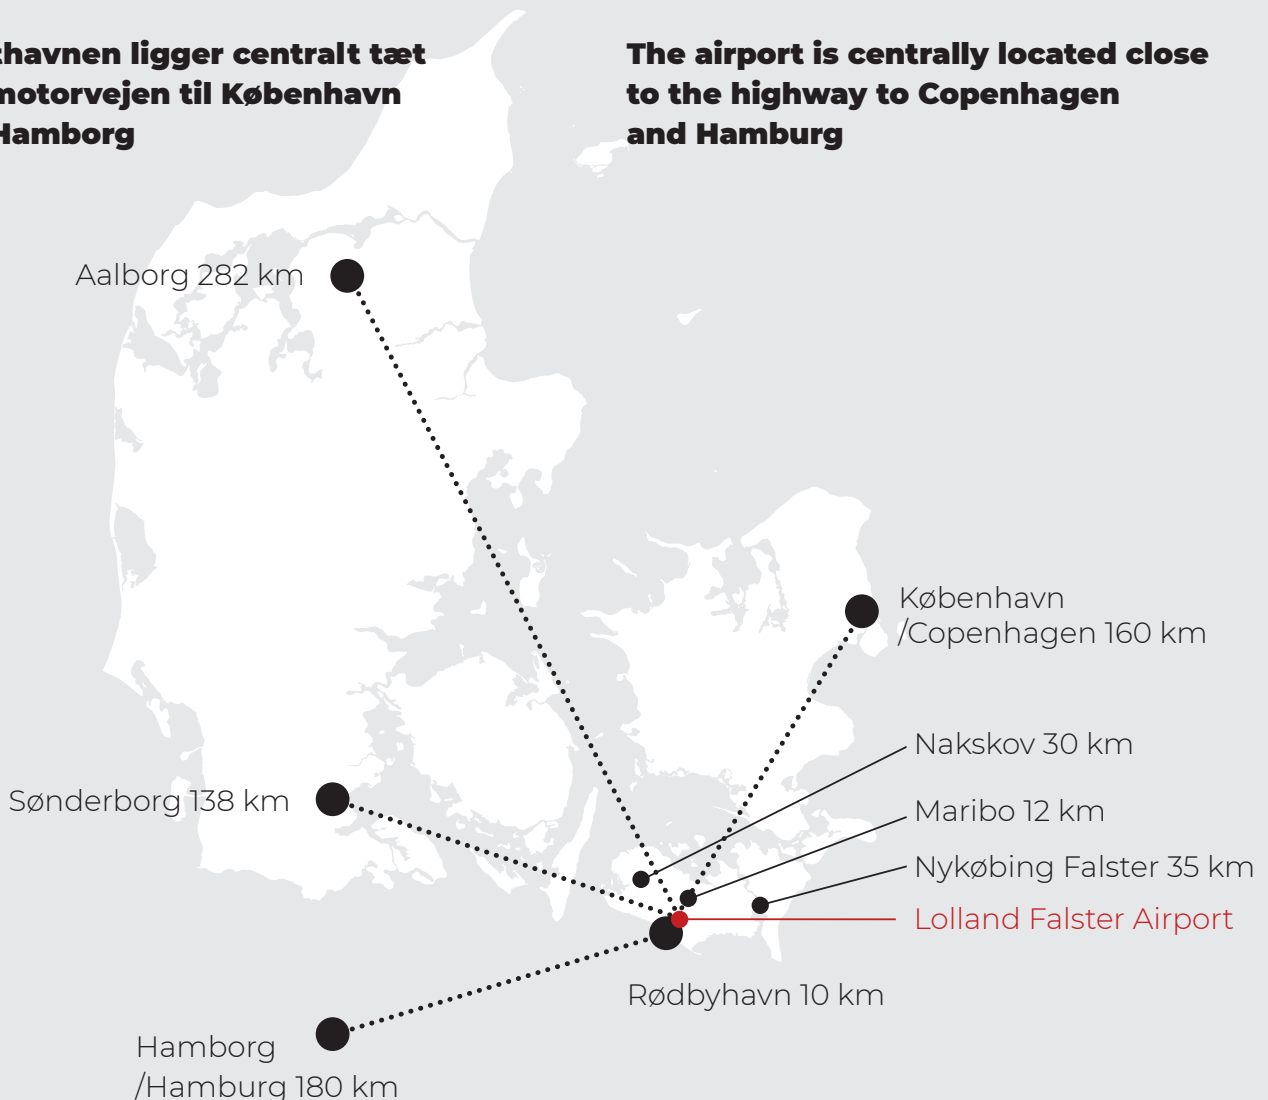 ligger centralt tæt
til København
Hamborg
The airport is centrally located close
to the highway to Copenhagen
and Hamburg
Aalborg 282 km
København
/Copenhagen 160 km
Nakskov 30 km
Sønderborg 138 km
Maribo 12 km
Nykøbing Falster 35 km
Lolland Falster Airport
Rødbyhavn 10 km
Hamborg
/Hamburg 180 km